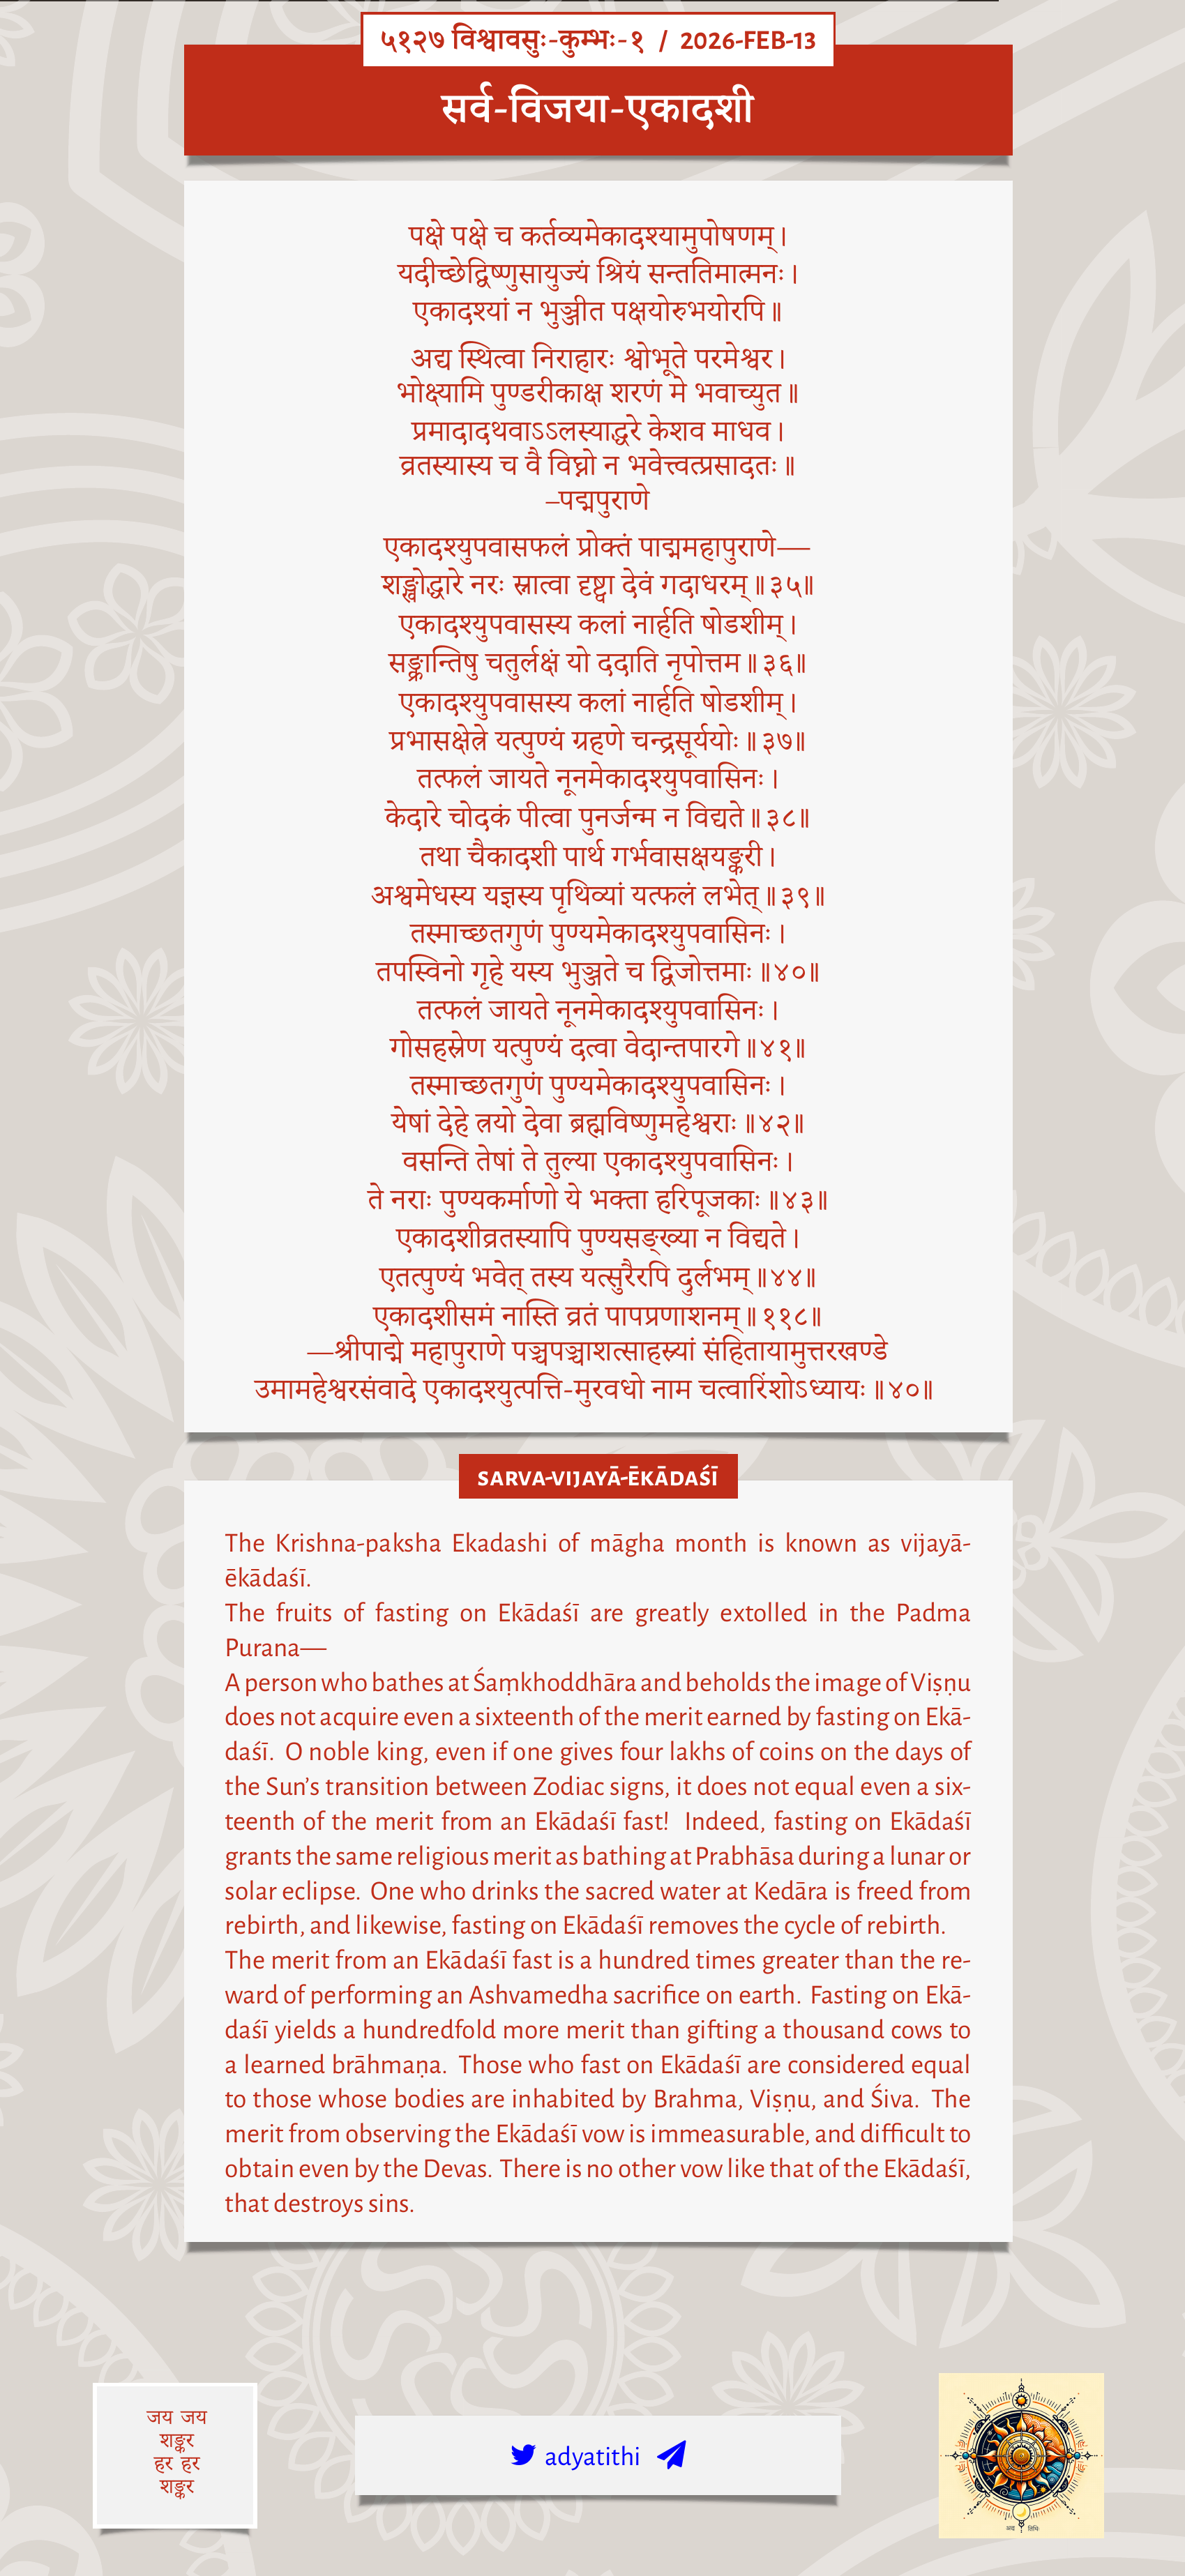 ५१२७ विश्वावसुः-कुम्भः-१ / 2026-FEB-13
सर्व-विजया-एकादशी
पक्षे पक्षे च कर्तव्यमेकादश्यामुपोषणम्।
यदीच्छेद्विष्णुसायुज्यं श्रियं सन्ततिमात्मनः।
एकादश्यां न भुञ्जीत पक्षयोरुभयोरपि॥
अद्य स्थित्वा निराहारः श्वोभूते परमेश्वर।
भोक्ष्यामि पुण्डरीकाक्ष शरणं मे भवाच्युत॥
प्रमादादथवाऽऽलस्याद्धरे केशव माधव।
व्रतस्यास्य च वै विघ्नो न भवेत्त्वत्प्रसादतः॥
–पद्मपुराणे
एकादश्युपवासफलं प्रोक्तं पाद्ममहापुराणे—
शङ्खोद्धारे नरः स्नात्वा दृष्ट्वा देवं गदाधरम्॥३५॥
एकादश्युपवासस्य कलां नार्हति षोडशीम्।
सङ्क्रान्तिषु चतुर्लक्षं यो ददाति नृपोत्तम॥३६॥
एकादश्युपवासस्य कलां नार्हति षोडशीम्।
प्रभासक्षेत्रे यत्पुण्यं ग्रहणे चन्द्रसूर्ययोः॥३७॥
तत्फलं जायते नूनमेकादश्युपवासिनः।
केदारे चोदकं पीत्वा पुनर्जन्म न विद्यते॥३८॥
तथा चैकादशी पार्थ गर्भवासक्षयङ्करी।
अश्वमेधस्य यज्ञस्य पृथिव्यां यत्फलं लभेत्॥३९॥
तस्माच्छतगुणं पुण्यमेकादश्युपवासिनः।
तपस्विनो गृहे यस्य भुञ्जते च द्विजोत्तमाः॥४०॥
तत्फलं जायते नूनमेकादश्युपवासिनः।
गोसहस्रेण यत्पुण्यं दत्वा वेदान्तपारगे॥४१॥
तस्माच्छतगुणं पुण्यमेकादश्युपवासिनः।
येषां देहे त्रयो देवा ब्रह्मविष्णुमहेश्वराः॥४२॥
वसन्ति तेषां ते तुल्या एकादश्युपवासिनः।
ते नराः पुण्यकर्माणो ये भक्ता हरिपूजकाः॥४३॥
एकादशीव्रतस्यापि पुण्यसङ्ख्या न विद्यते।
एतत्पुण्यं भवेत् तस्य यत्सुरैरपि दुर्लभम्॥४४॥
एकादशीसमं नास्ति व्रतं पापप्रणाशनम्॥११८॥
—श्रीपाद्मे महापुराणे पञ्चपञ्चाशत्साहस्र्यां संहितायामुत्तरखण्डे
उमामहेश्वरसंवादे एकादश्युत्पत्ति-मुरवधो नाम चत्वारिंशोऽध्यायः॥४०॥
SARVA-VIJAYĀ-ĒKĀDAŚĪ
The Krishna-paksha Ekadashi of māgha month is known as vijayā-
ēkādaśī.
The fruits of fasting on Ekādaśī are greatly extolled in the Padma
Purana—
A person who bathes at Śaṃkhoddhāra and beholds the image of Viṣṇu
does not acquire even a sixteenth of the merit earned by fasting on Ekā-
daśī. O noble king, even if one gives four lakhs of coins on the days of
the Sun's transition between Zodiac signs, it does not equal even a six-
teenth of the merit from an Ekādaśī fast! Indeed, fasting on Ekādaśī
grants the same religious merit as bathing at Prabhāsa during a lunar or
solar eclipse. One who drinks the sacred water at Kedāra is freed from
rebirth, and likewise, fasting on Ekādaśī removes the cycle of rebirth.
The merit from an Ekādaśī fast is a hundred times greater than the re-
ward of performing an Ashvamedha sacrifice on earth. Fasting on Ekā-
daśī yields a hundredfold more merit than gifting a thousand cows to
a learned brāhmaṇa. Those who fast on Ekādaśī are considered equal
to those whose bodies are inhabited by Brahma, Viṣṇu, and Śiva. The
merit from observing the Ekādaśī vow is immeasurable, and difficult to
obtain even by the Devas. There is no other vow like that of the Ekādaśī,
that destroys sins.
जय जय
शङ्कर
हर हर
शङ्कर
adyatithi
अद्य तिथिः